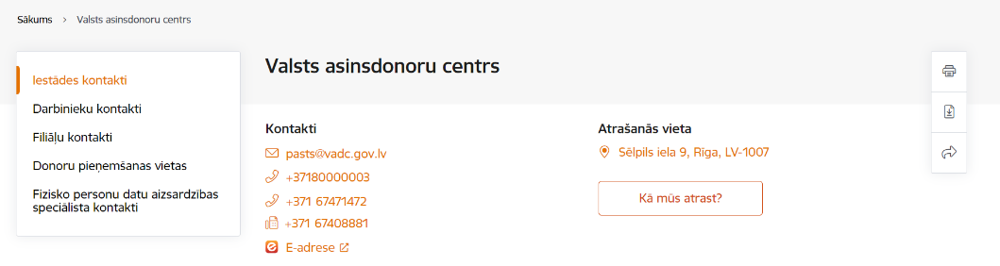 Sākums > Valsts asinsdonoru centrs
Iestādes kontakti
Darbinieku kontakti
Filiāļu kontakti
Donoru pieņemšanas vietas
Fizisko personu datu aizsardzības
speciālista kontakti
Valsts asinsdonoru centrs
Kontakti
pasts@vadc.gov.lv
+37180000003
+371 67471472
+371 67408881
E-adrese
Atrašanās vieta
Sēlpils iela 9, Rīga, LV-1007
Kā mūs atrast?